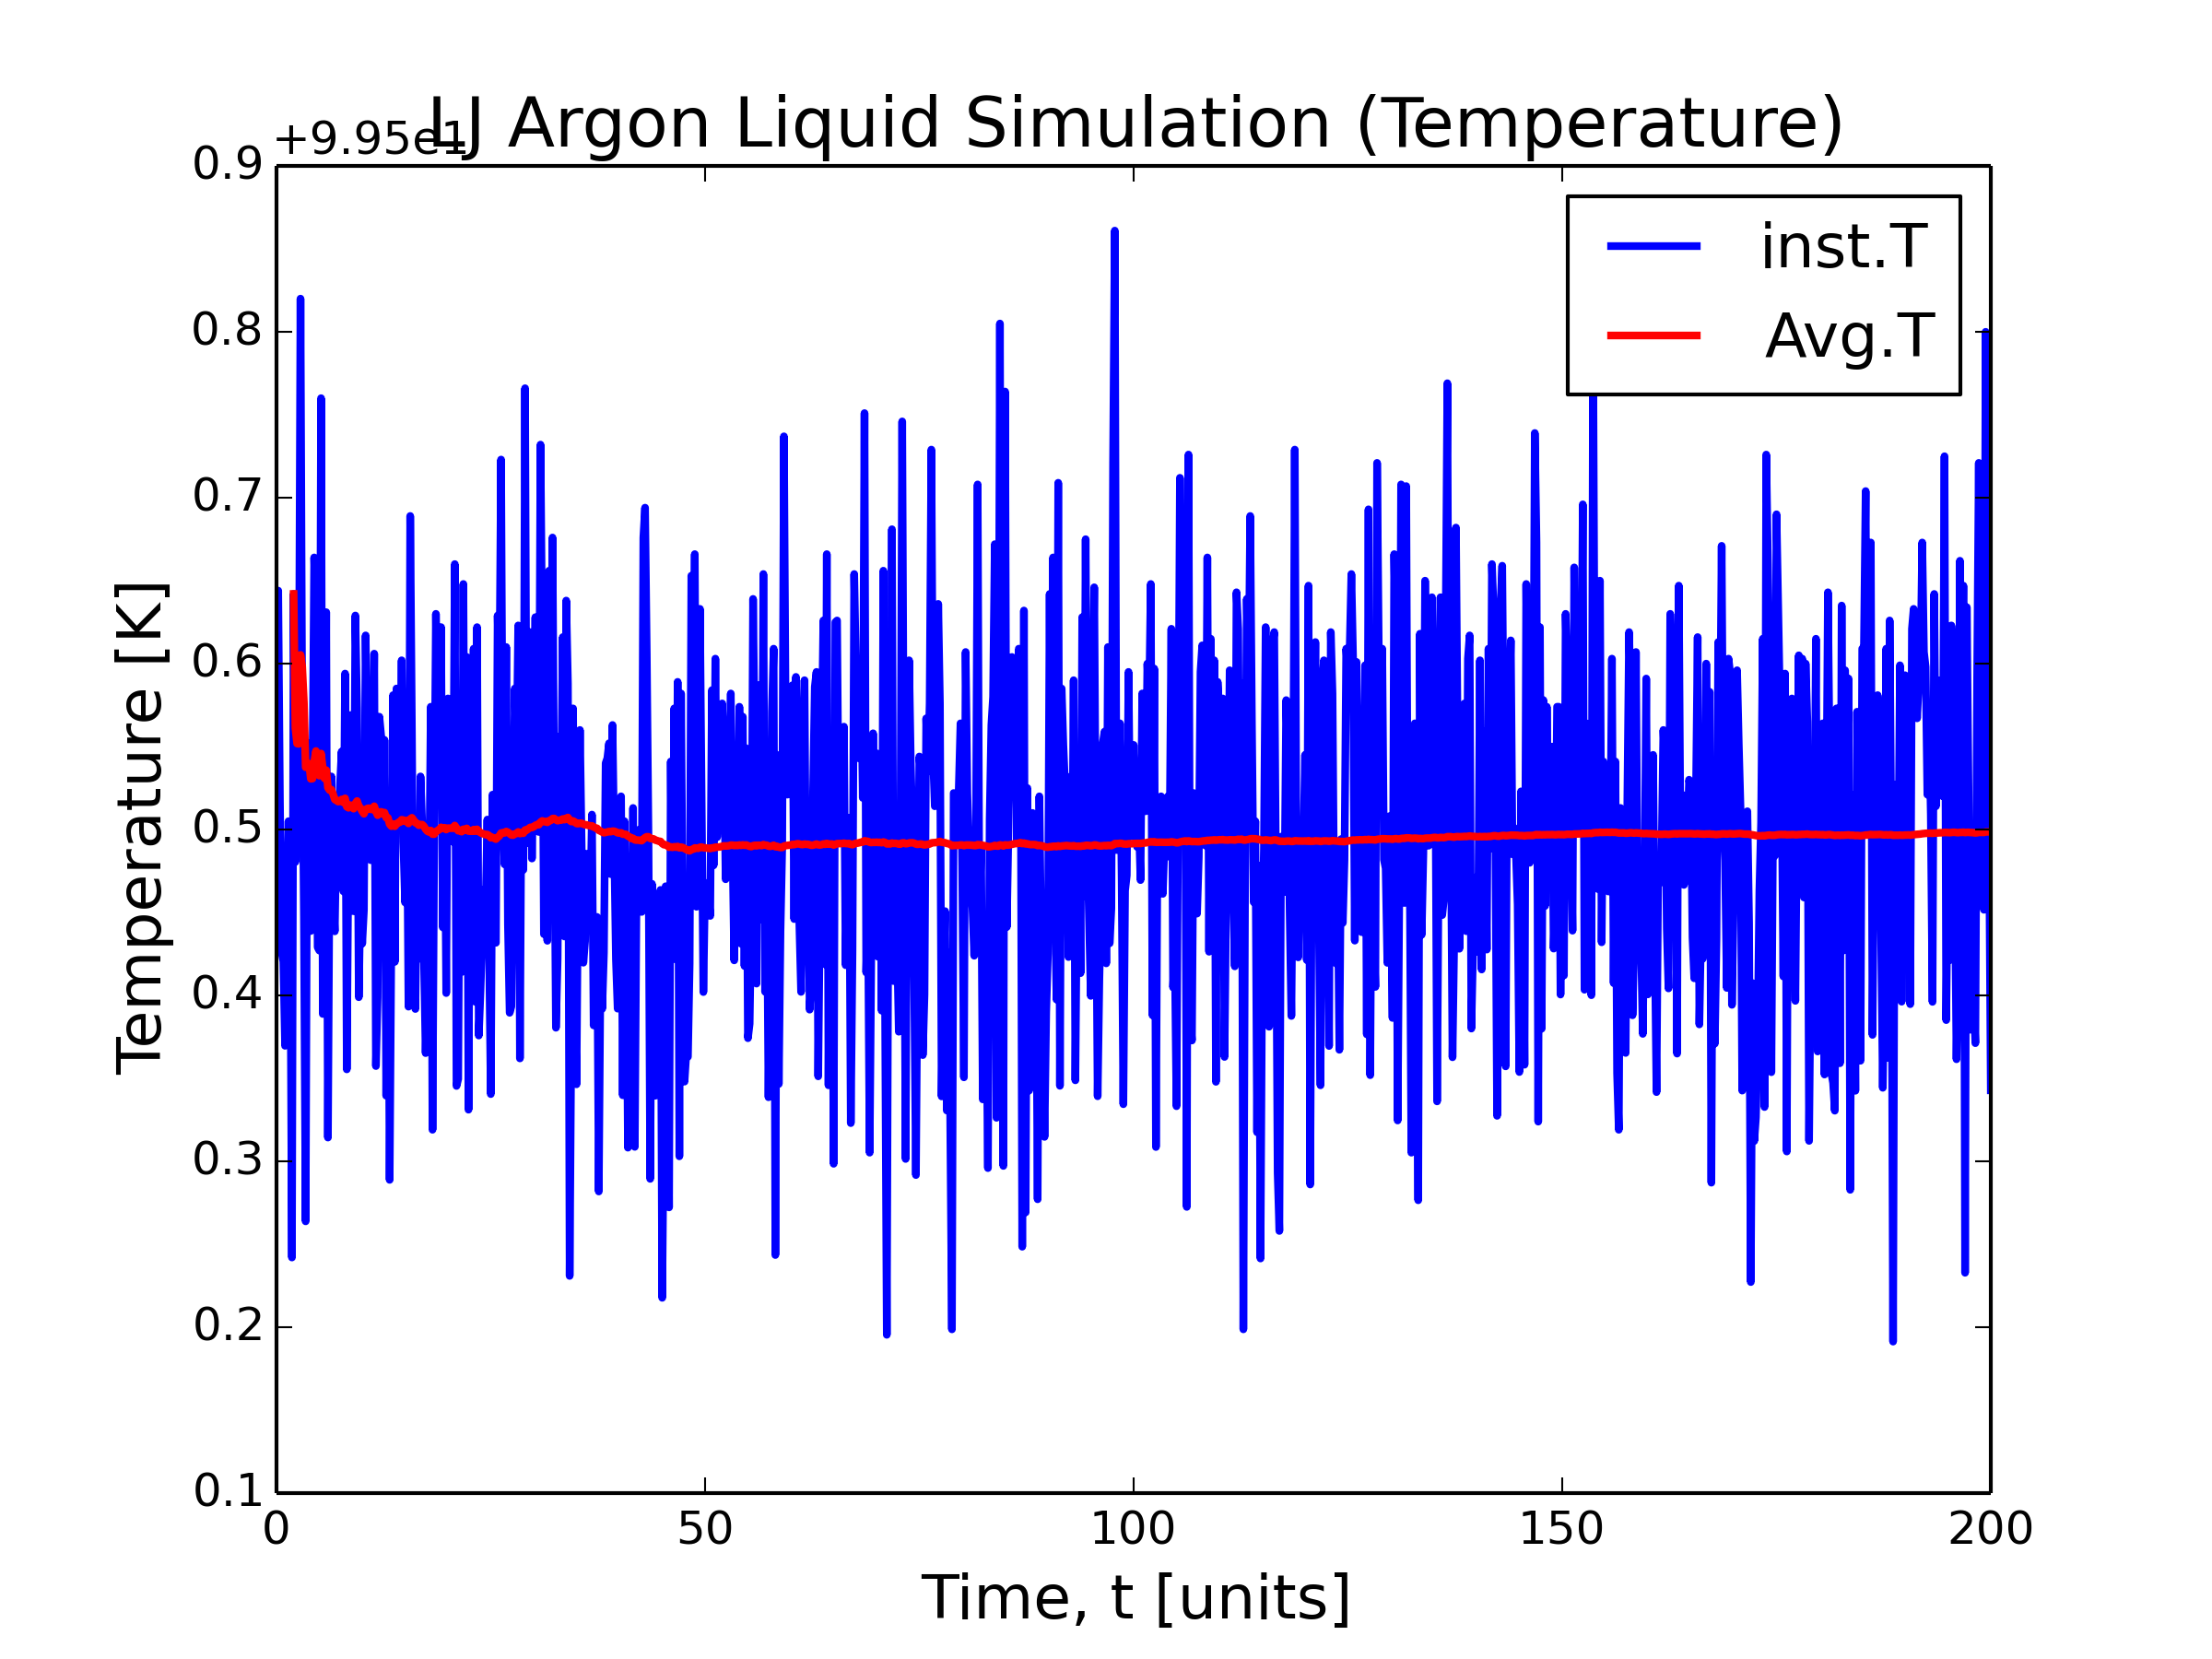 LJ Argon Liquid Simulation (Temperature)
+9.95e1
0.9
0.8
0.7
0.6
0.5
0.4
0.3
0.2
0.1
Temperature [K]
inst.T
Avg.T
0 50 100 150 200
Time, t [units]